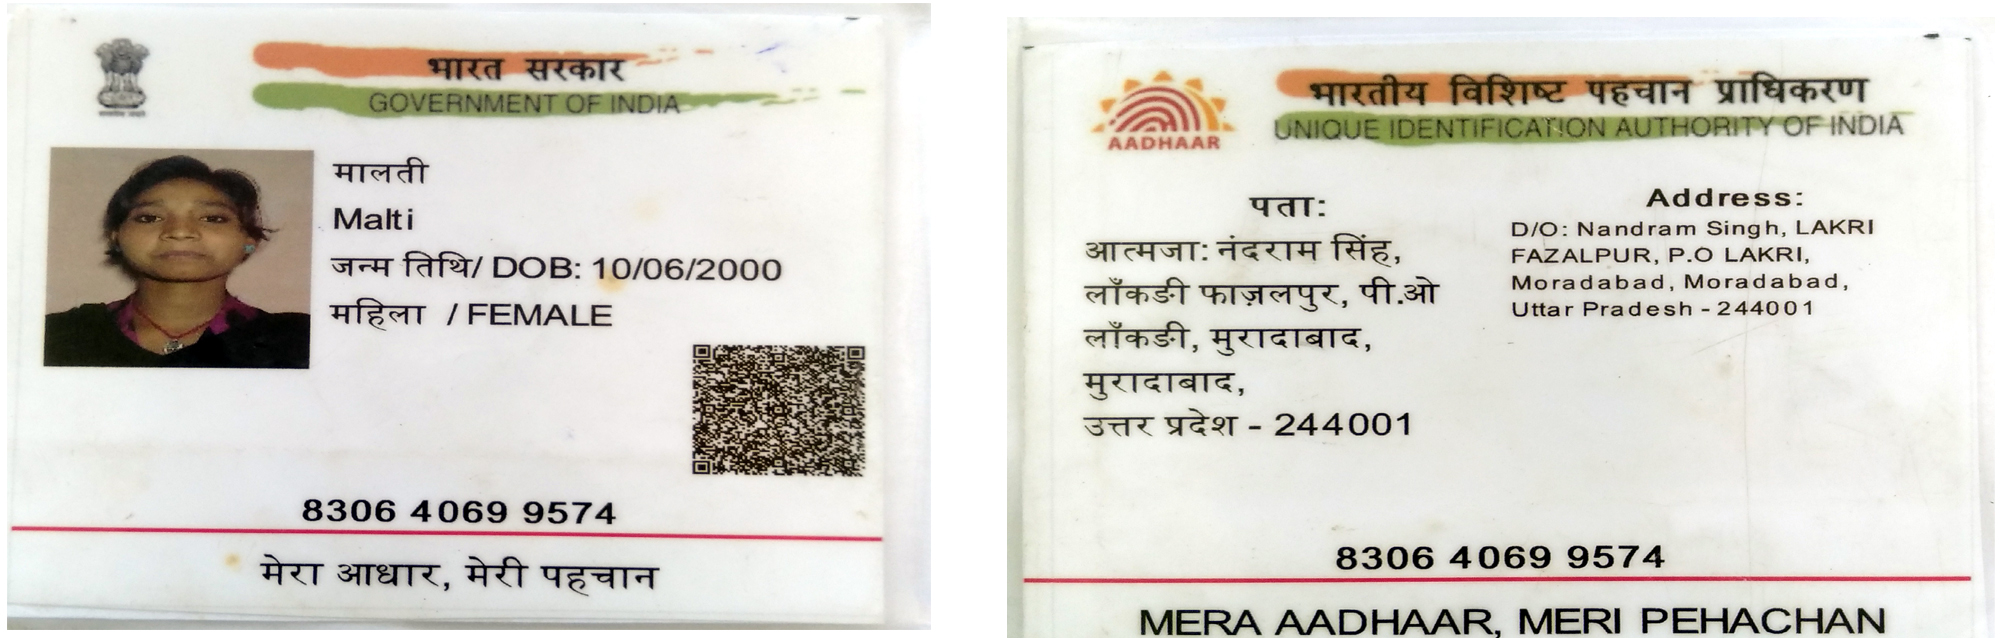 भारत सरकार
GOVERNMENT OF INDIA
मालती
Malti
जन्म तिथि/ DOB: 10/06/2000
महिला / FEMALE
8306 4069 9574
मेरा आधार, मेरी पहचान
भारतीय विशिष्ट पहचान प्राधिकरण
UNIQUE IDENTIFICATION AUTHORITY OF INDIA
AADHAAR
पता:
आत्मजा: नंदराम सिंह,
लाँकङी फाज़लपुर, पी.ओ
लाँकङी, मुरादाबाद,
मुरादाबाद,
उत्तर प्रदेश - 244001
Address:
D/O: Nandram Singh, LAKRI
FAZALPUR, P.O LAKRI,
Moradabad, Moradabad,
Uttar Pradesh - 244001
8306 4069 9574
MERA AADHAAR, MERI PEHACHAN